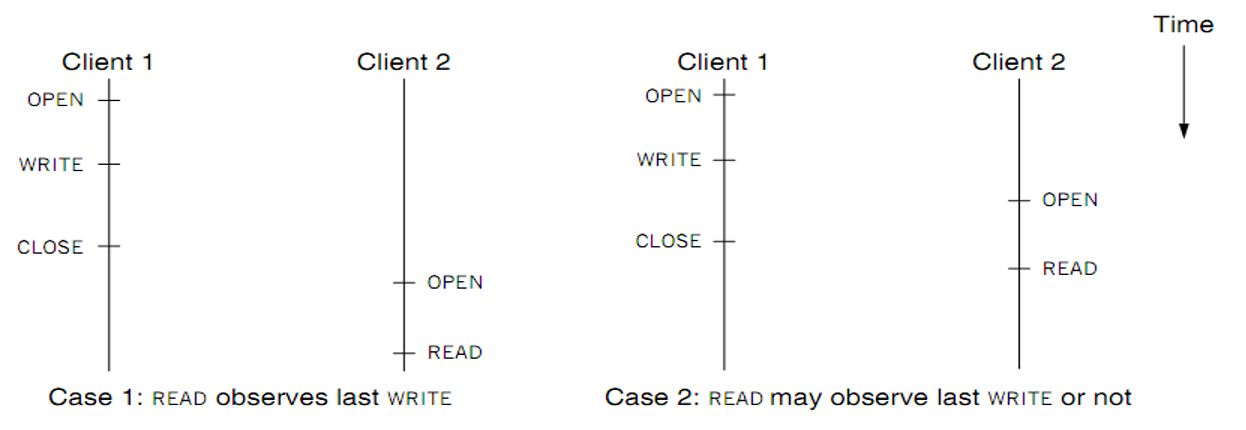 Time
Client 1
Client 2
OPEN
WRITE
CLOSE
OPEN
READ
Case 1: READ observes last WRITE
Client 1
Client 2
OPEN
WRITE
OPEN
CLOSE
READ
Case 2: READ may observe last WRITE or not